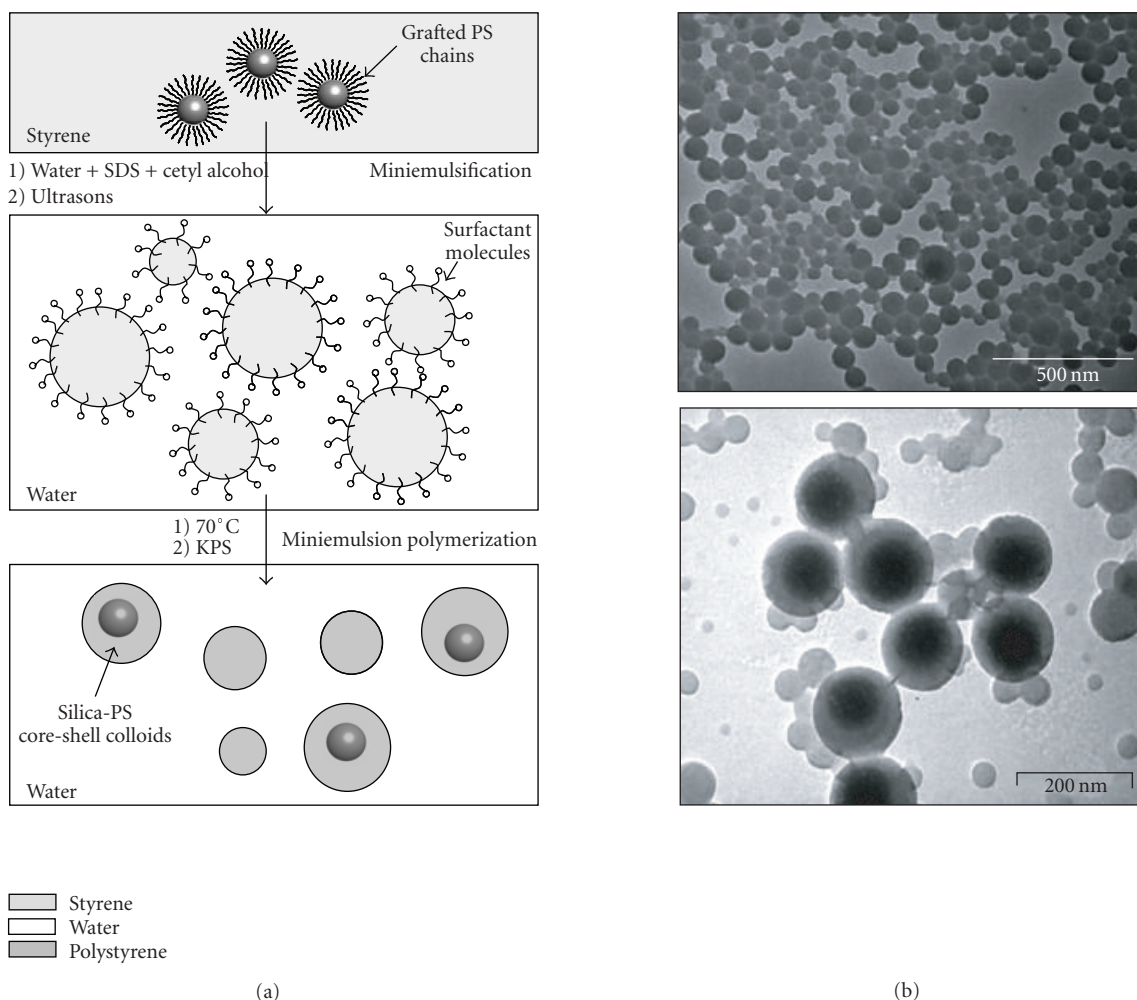 Grafted PS
chains
Styrene
1) Water + SDS + cetyl alcohol
2) Ultrasons
Miniemulsification
Surfactant
molecules
Water
1) 70°C
2) KPS
Miniemulsion polymerization
Silica-PS
core-shell colloids
Water
Styrene
Water
Polystyrene
(a)
500 nm
200 nm
(b)